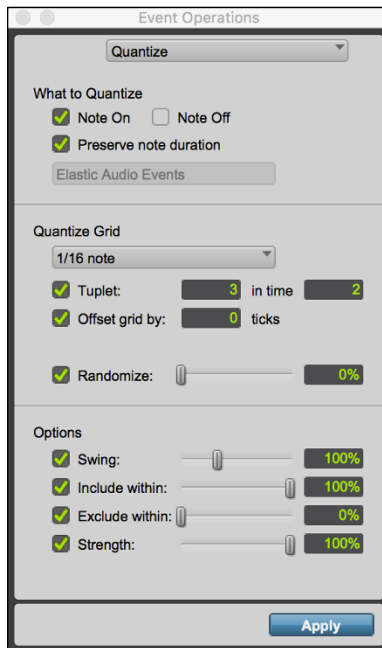 Event Operations
Quantize
What to Quantize
Note On Note Off
Preserve note duration
Elastic Audio Events
Quantize Grid
1/16 note
Tuplet: 3 in time 2
Offset grid by: 0 ticks
Randomize: 0%
Options
Swing: 100%
Include within: 100%
Exclude within: 0%
Strength: 100%
Apply